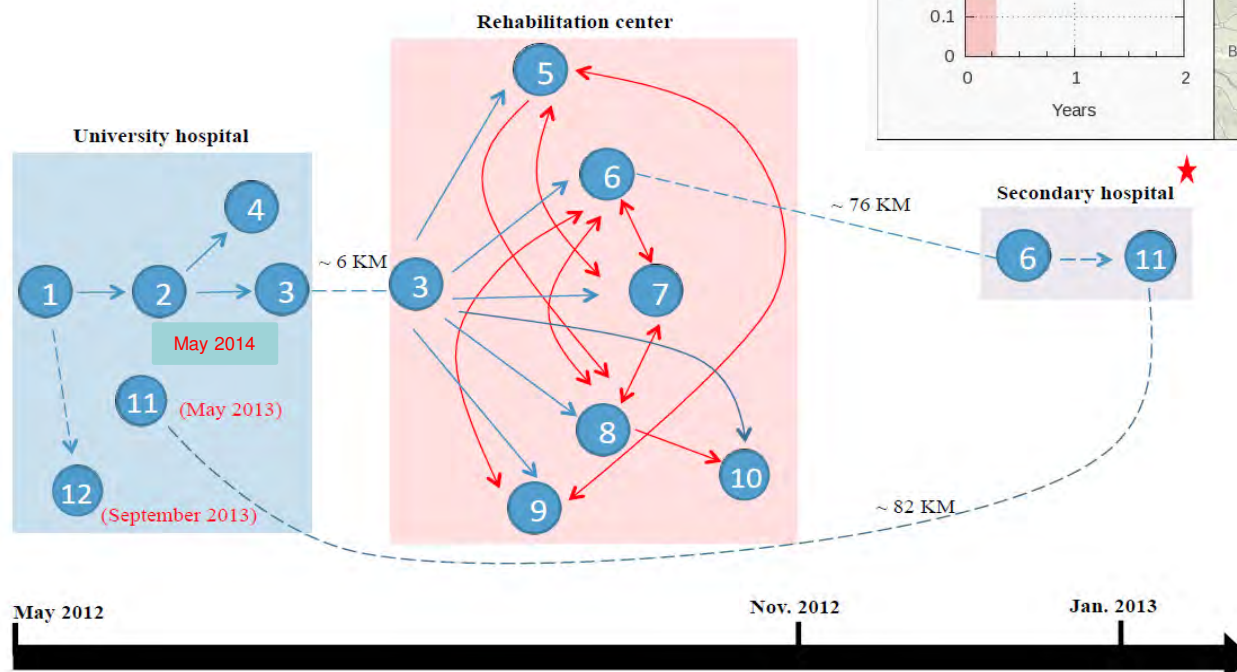 Rehabilitation center
0.1
0
0
1
2
Years
B
University hospital
Secondary hospital
5
4
6
~ 76 KM
1
2
3
~ 6 KM
3
7
6
11
May 2014
11
(May 2013)
8
10
12
(September 2013)
9
~ 82 KM
May 2012
Nov. 2012
Jan. 2013